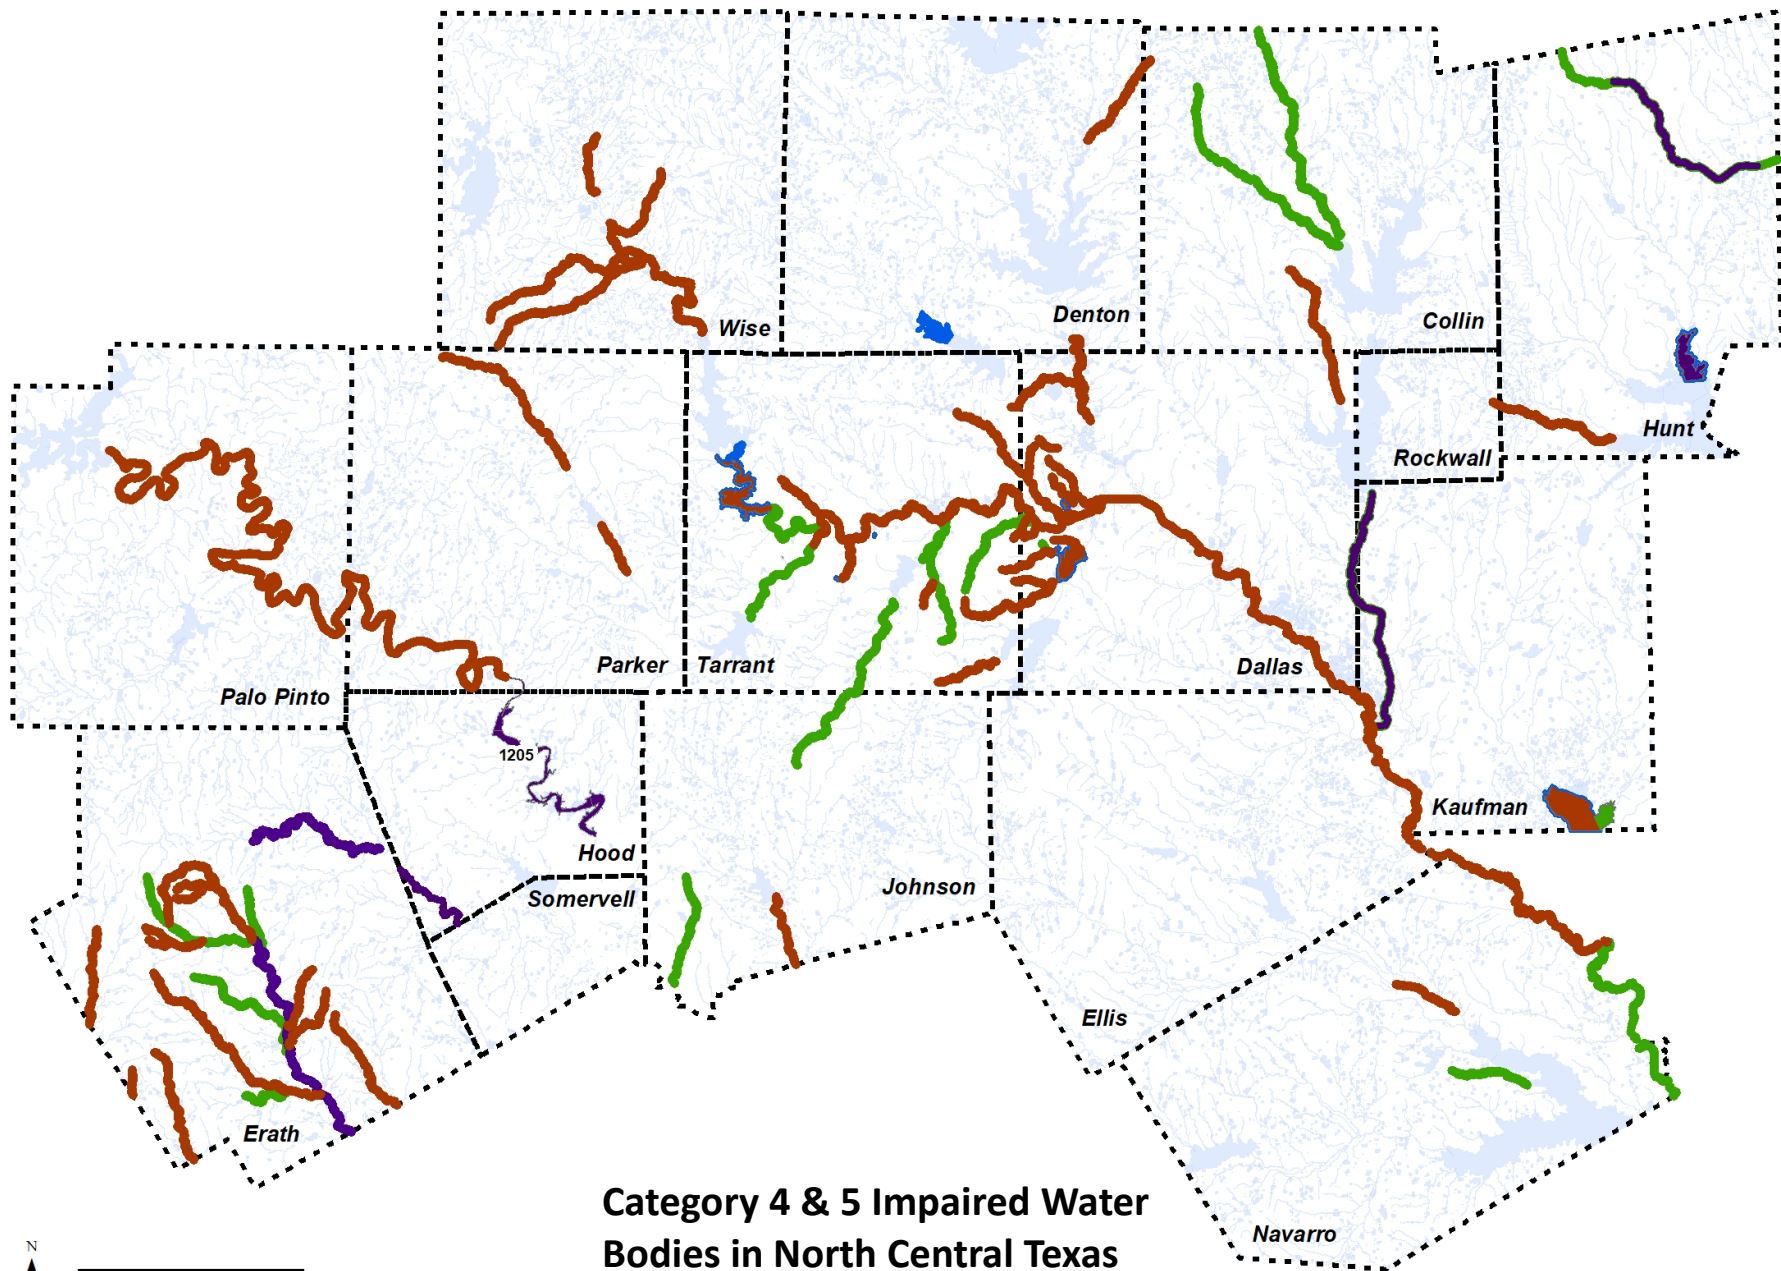 Wise
Denton
Collin
Hunt
Rockwall
Palo Pinto
Parker
Tarrant
Dallas
1205
Kaufman
Hood
Somervell
Johnson
Ellis
Erath
Navarro
Category 4 & 5 Impaired Water
Bodies in North Central Texas
N